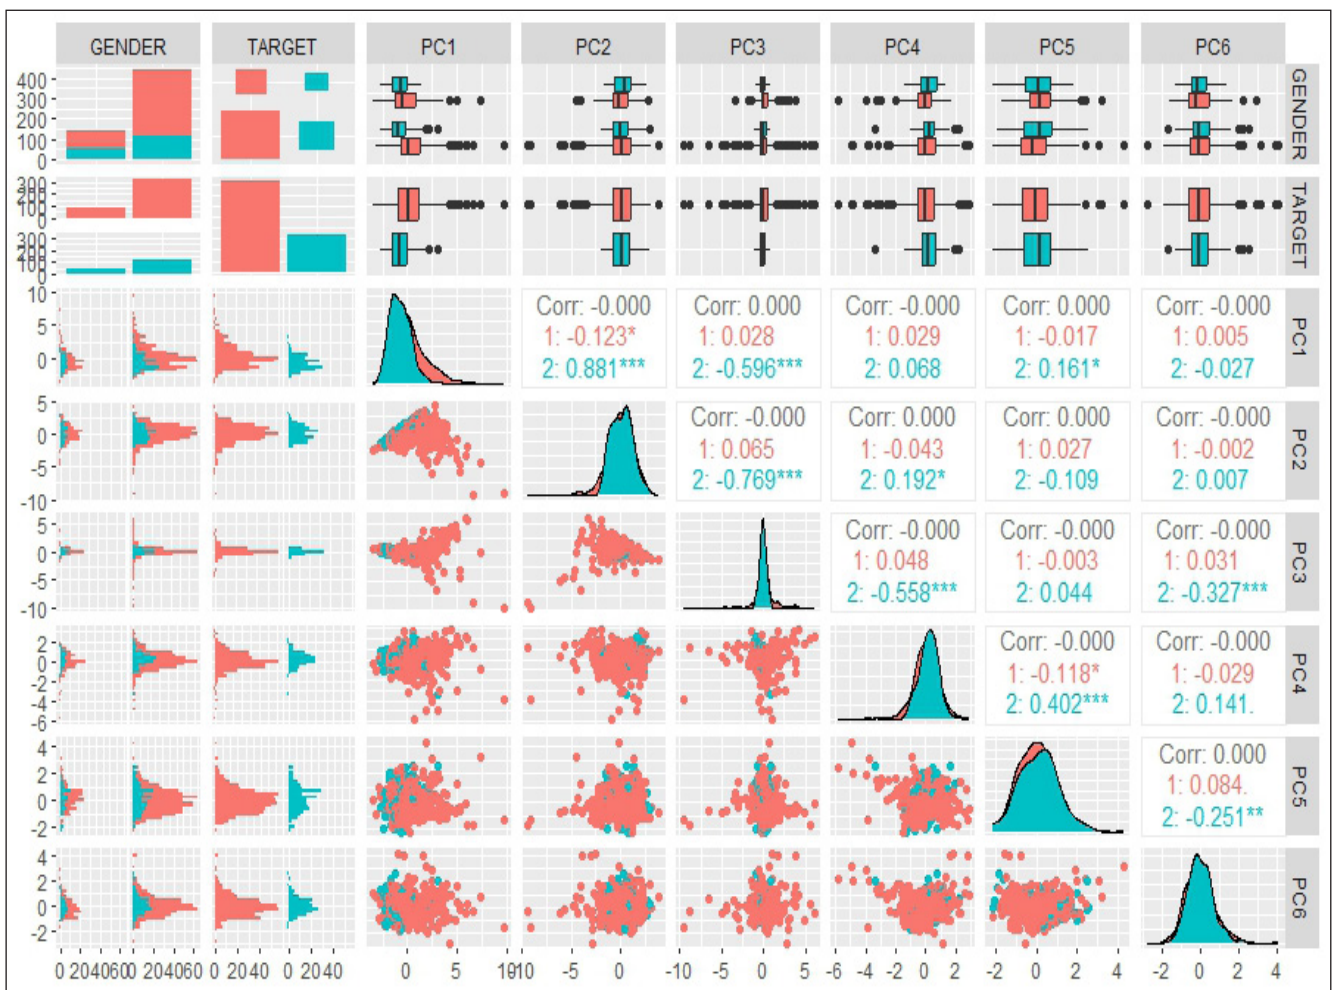 GENDER TARGET PC1 PC2 PC3 PC4 PC5 PC6
400
300
200
100
0
GENDER
300
200
100
0
300
200
100
0
TARGET
10
5
0
Corr: -0.000 Corr: 0.000 Corr: -0.000 Corr: 0.000 Corr: -0.000
1: -0.123* 1: 0.028 1: 0.029 1: -0.017 1: 0.005
2: 0.881*** 2: -0.596*** 2: 0.068 2: 0.161* 2: -0.027
PC1
5
0
-5
-10
Corr: -0.000 Corr: 0.000 Corr: 0.000 Corr: -0.000
1: 0.065 1: -0.043 1: 0.027 1: -0.002
2: -0.769*** 2: 0.192* 2: -0.109 2: 0.007
PC2
5
0
-5
-10
Corr: -0.000 Corr: -0.000 Corr: -0.000
1: 0.048 1: -0.003 1: 0.031
2: -0.558*** 2: 0.044 2: -0.327***
PC3
2
0
-2
-4
-6
Corr: -0.000 Corr: -0.000
1: -0.118* 1: -0.029
2: 0.402*** 2: 0.141.
PC4
4
2
0
-2
Corr: 0.000
1: 0.084.
2: -0.251**
PC5
4
2
0
-2
PC6
0 20 40 60 0 20 40 60 0 20 40 0 20 40 0 5 10 -10 -5 0 -10 -5 0 5 -6 -4 -2 0 2 -2 0 2 4 -2 0 2 4